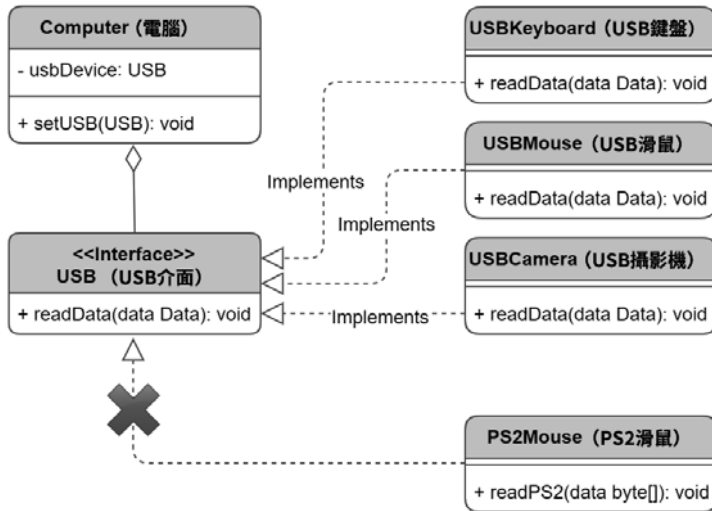 Computer (電腦)
- usbDevice: USB
+ setUSB(USB): void
<<Interface>>
USB (USB介面)
+ readData(data Data): void
Implements
Implements
Implements
USBKeyboard (USB鍵盤)
+ readData(data Data): void
USBMouse (USB滑鼠)
+ readData(data Data): void
USBCamera (USB攝影機)
+ readData(data Data): void
PS2Mouse (PS2滑鼠)
+ readPS2(data byte[]): void